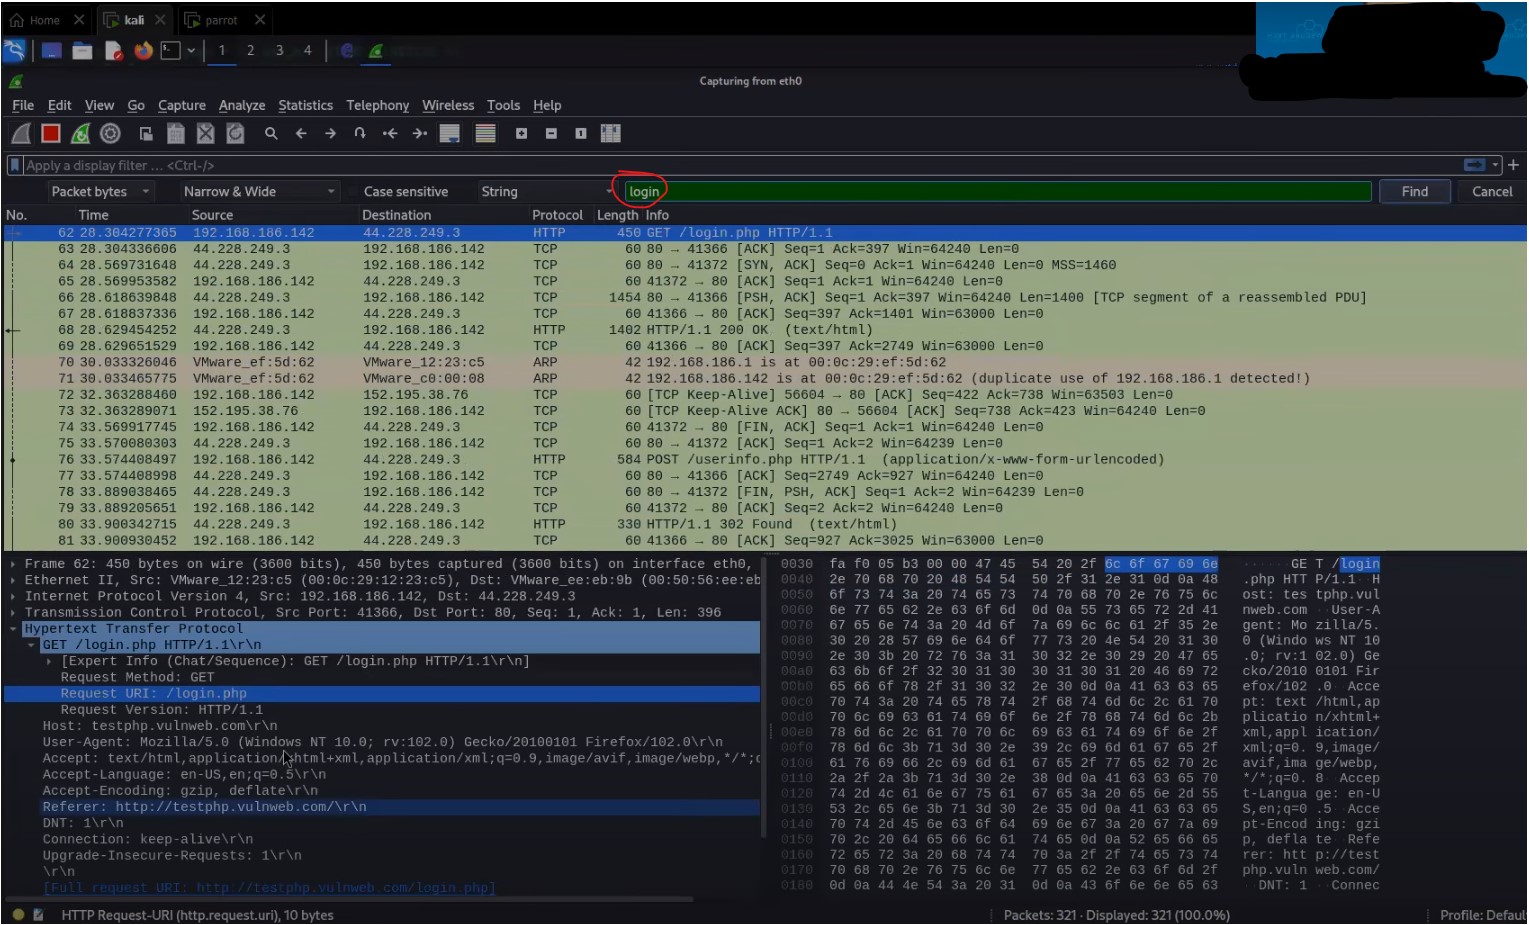 Home kali parrot
1 2 3 4
Capturing from eth0
File Edit View Go Capture Analyze Statistics Telephony Wireless Tools Help
Apply a display filter ... <Ctrl-/>
Packet bytes Narrow & Wide Case sensitive String login Find Cancel
No. Time Source Destination Protocol Length Info
62 28.304277365 192.168.186.142 44.228.249.3 HTTP 450 GET /login.php HTTP/1.1
63 28.304336606 44.228.249.3 192.168.186.142 TCP 60 80 → 41366 [ACK] Seq=1 Ack=397 Win=64240 Len=0
64 28.569731648 44.228.249.3 192.168.186.142 TCP 60 80 → 41372 [SYN, ACK] Seq=0 Ack=1 Win=64240 Len=0 MSS=1460
65 28.569953582 192.168.186.142 44.228.249.3 TCP 60 41372 → 80 [ACK] Seq=1 Ack=1 Win=64240 Len=0
66 28.618639848 44.228.249.3 192.168.186.142 TCP 1454 80 → 41366 [PSH, ACK] Seq=1 Ack=397 Win=64240 Len=1400 [TCP segment of a reassembled PDU]
67 28.618837336 192.168.186.142 44.228.249.3 TCP 60 41366 → 80 [ACK] Seq=397 Ack=1401 Win=63000 Len=0
68 28.629454252 44.228.249.3 192.168.186.142 HTTP 1402 HTTP/1.1 200 OK (text/html)
69 28.629651529 192.168.186.142 44.228.249.3 TCP 60 41366 → 80 [ACK] Seq=397 Ack=2749 Win=63000 Len=0
70 30.033326046 VMware_ef:5d:62 VMware_12:23:c5 ARP 42 192.168.186.1 is at 00:0c:29:ef:5d:62
71 30.033465775 VMware_ef:5d:62 VMware_c0:00:08 ARP 42 192.168.186.142 is at 00:0c:29:ef:5d:62 (duplicate use of 192.168.186.1 detected!)
72 32.363288460 192.168.186.142 152.195.38.76 TCP 60 [TCP Keep-Alive] 56604 → 80 [ACK] Seq=422 Ack=738 Win=63503 Len=0
73 32.363289071 152.195.38.76 192.168.186.142 TCP 60 [TCP Keep-Alive ACK] 80 → 56604 [ACK] Seq=738 Ack=423 Win=64240 Len=0
74 33.569917745 192.168.186.142 44.228.249.3 TCP 60 41372 → 80 [FIN, ACK] Seq=1 Ack=1 Win=64240 Len=0
75 33.570080303 44.228.249.3 192.168.186.142 TCP 60 80 → 41372 [ACK] Seq=1 Ack=2 Win=64239 Len=0
76 33.574408497 192.168.186.142 44.228.249.3 HTTP 584 POST /userinfo.php HTTP/1.1 (application/x-www-form-urlencoded)
77 33.574408998 44.228.249.3 192.168.186.142 TCP 60 80 → 41366 [ACK] Seq=2749 Ack=927 Win=64240 Len=0
78 33.889038465 44.228.249.3 192.168.186.142 TCP 60 80 → 41372 [FIN, PSH, ACK] Seq=1 Ack=2 Win=64239 Len=0
79 33.889205651 192.168.186.142 44.228.249.3 TCP 60 41372 → 80 [ACK] Seq=2 Ack=2 Win=64240 Len=0
80 33.900342715 44.228.249.3 192.168.186.142 HTTP 330 HTTP/1.1 302 Found (text/html)
81 33.900930452 192.168.186.142 44.228.249.3 TCP 60 41366 → 80 [ACK] Seq=927 Ack=3025 Win=63000 Len=0
Frame 62: 450 bytes on wire (3600 bits), 450 bytes captured (3600 bits) on interface eth0,
Ethernet II, Src: VMware_12:23:c5 (00:0c:29:12:23:c5), Dst: VMware_ee:eb:9b (00:50:56:ee:eb
Internet Protocol Version 4, Src: 192.168.186.142, Dst: 44.228.249.3
Transmission Control Protocol, Src Port: 41366, Dst Port: 80, Seq: 1, Ack: 1, Len: 396
Hypertext Transfer Protocol
GET /login.php HTTP/1.1\r\n
[Expert Info (Chat/Sequence): GET /login.php HTTP/1.1\r\n]
Request Method: GET
Request URI: /login.php
Request Version: HTTP/1.1
Host: testphp.vulnweb.com\r\n
User-Agent: Mozilla/5.0 (Windows NT 10.0; rv:102.0) Gecko/20100101 Firefox/102.0\r\n
Accept: text/html,application/xhtml+xml,application/xml;q=0.9,image/avif,image/webp,*/*;q
Accept-Language: en-US,en;q=0.5\r\n
Accept-Encoding: gzip, deflate\r\n
Referer: http://testphp.vulnweb.com/\r\n
DNT: 1\r\n
Connection: keep-alive\r\n
Upgrade-Insecure-Requests: 1\r\n
\r\n
[Full request URI: http://testphp.vulnweb.com/login.php]
0030 fa f0 05 b3 00 00 47 45 54 20 2f 6c 6f 67 69 6e ······GE T /login
0040 2e 70 68 70 20 48 54 54 50 2f 31 2e 31 0d 0a 48 .php HTT P/1.1··H
0050 6f 73 74 3a 20 74 65 73 74 70 68 70 2e 76 75 6c ost: tes tphp.vul
0060 6e 77 65 62 2e 63 6f 6d 0d 0a 55 73 65 72 2d 41 nweb.com ··User-A
0070 67 65 6e 74 3a 20 4d 6f 7a 69 6c 6c 61 2f 35 2e gent: Mo zilla/5.
0080 30 20 28 57 69 6e 64 6f 77 73 20 4e 54 20 31 30 0 (Windo ws NT 10
0090 2e 30 3b 20 72 76 3a 31 30 32 2e 30 29 20 47 65 .0; rv:1 02.0) Ge
00a0 63 6b 6f 2f 32 30 31 30 30 31 30 31 20 46 69 72 cko/2010 0101 Fir
00b0 65 66 6f 78 2f 31 30 32 2e 30 0d 0a 41 63 63 65 efox/102 .0··Acce
00c0 70 74 3a 20 74 65 78 74 2f 68 74 6d 6c 2c 61 70 pt: text /html,ap
00d0 70 6c 69 63 61 74 69 6f 6e 2f 78 68 74 6d 6c 2b plicatio n/xhtml+
00e0 78 6d 6c 2c 61 70 70 6c 69 63 61 74 69 6f 6e 2f xml,appl ication/
00f0 78 6d 6c 3b 71 3d 30 2e 39 2c 69 6d 61 67 65 2f xml;q=0. 9,image/
0100 61 76 69 66 2c 69 6d 61 67 65 2f 77 65 62 70 2c avif,ima ge/webp,
0110 2a 2f 2a 3b 71 3d 30 2e 38 0d 0a 41 63 63 65 70 */*;q=0. 8··Accep
0120 74 2d 4c 61 6e 67 75 61 67 65 3a 20 65 6e 2d 55 t-Langua ge: en-U
0130 53 2c 65 6e 3b 71 3d 30 2e 35 0d 0a 41 63 63 65 S,en;q=0 .5··Acce
0140 70 74 2d 45 6e 63 6f 64 69 6e 67 3a 20 67 7a 69 pt-Encod ing: gzi
0150 70 2c 20 64 65 66 6c 61 74 65 0d 0a 52 65 66 65 p, defla te··Refe
0160 72 65 72 3a 20 68 74 74 70 3a 2f 2f 74 65 73 74 rer: htt p://test
0170 70 68 70 2e 76 75 6c 6e 77 65 62 2e 63 6f 6d 2f php.vuln web.com/
0180 0d 0a 44 4e 54 3a 20 31 0d 0a 43 6f 6e 6e 65 63 ··DNT: 1 ··Connec
HTTP Request-URI (http.request.uri), 10 bytes Packets: 321 · Displayed: 321 (100.0%) Profile: Defaul